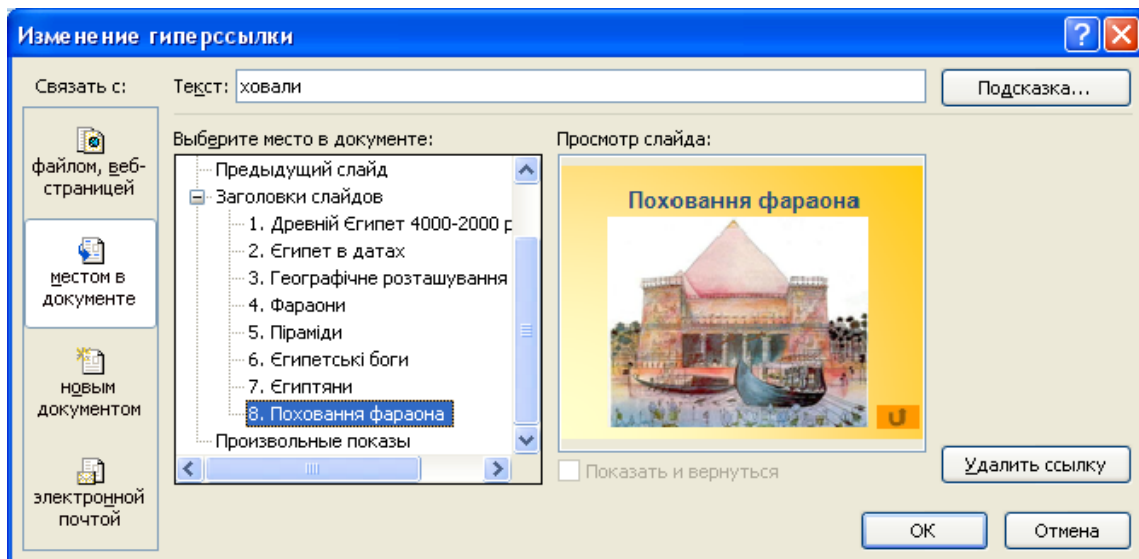 Изменение гиперссылки
Связать с:
Текст: ховали
Подсказка...
файлом, веб-
страницей
местом в
документе
новым
документом
электронной
почтой
Выберите место в документе:
Предыдущий слайд
Заголовки слайдов
1. Древній Єгипет 4000-2000 р
2. Єгипет в датах
3. Географічне розташування
4. Фараони
5. Піраміди
6. Єгипетські боги
7. Єгиптяни
8. Поховання фараона
Произвольные показы
Просмотр слайда:
Поховання фараона
Показать и вернуться
Удалить ссылку
ОК
Отмена